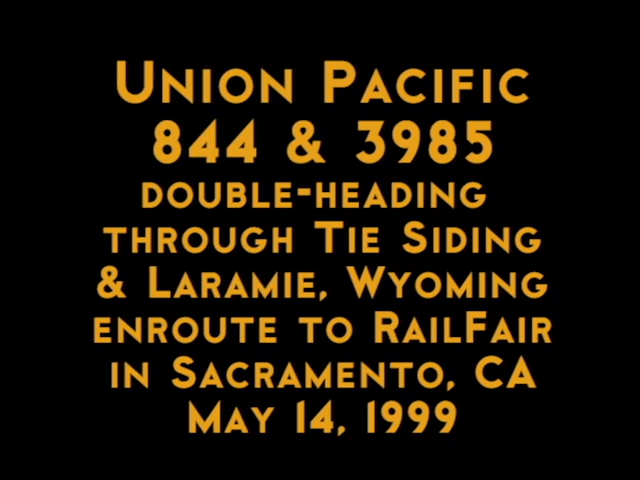 Union Pacific
844 & 3985
double-heading
through Tie Siding
& Laramie, Wyoming
enroute to RailFair
in Sacramento, CA
May 14, 1999